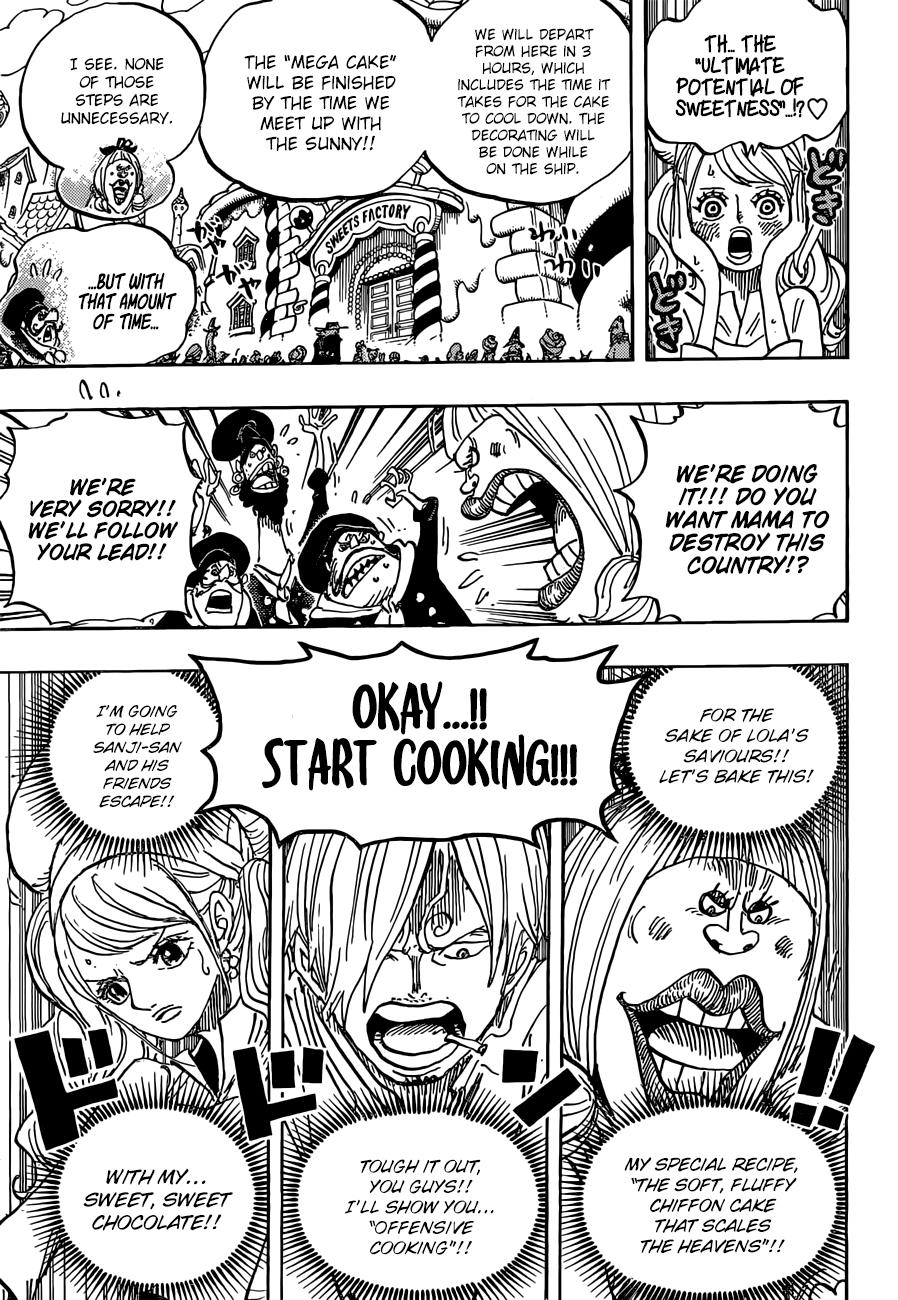 TH... THE
"ULTIMATE
POTENTIAL OF
SWEETNESS"...!?♡
ドキ
ドキ
WE WILL DEPART
FROM HERE IN 3
HOURS, WHICH
INCLUDES THE TIME IT
TAKES FOR THE CAKE
TO COOL DOWN. THE
DECORATING WILL
BE DONE WHILE
ON THE SHIP.
THE "MEGA CAKE"
WILL BE FINISHED
BY THE TIME WE
MEET UP WITH
THE SUNNY!!
I SEE. NONE
OF THOSE
STEPS ARE
UNNECESSARY.
SWEETS FACTORY
...BUT WITH
THAT AMOUNT
OF TIME...
WE'RE DOING
IT!!! DO YOU
WANT MAMA TO
DESTROY THIS
COUNTRY!?
WE'RE
VERY SORRY!!
WE'LL FOLLOW
YOUR LEAD!!
OKAY...!!
START COOKING!!!
FOR THE
SAKE OF LOLA'S
SAVIOURS!!
LET'S BAKE THIS!
MY SPECIAL RECIPE,
"THE SOFT, FLUFFY
CHIFFON CAKE
THAT SCALES
THE HEAVENS"!!
TOUGH IT OUT,
YOU GUYS!!
I'LL SHOW YOU...
"OFFENSIVE
COOKING"!!
I'M GOING
TO HELP
SANJI-SAN
AND HIS
FRIENDS
ESCAPE!!
WITH MY...
SWEET, SWEET
CHOCOLATE!!
ドドン!!